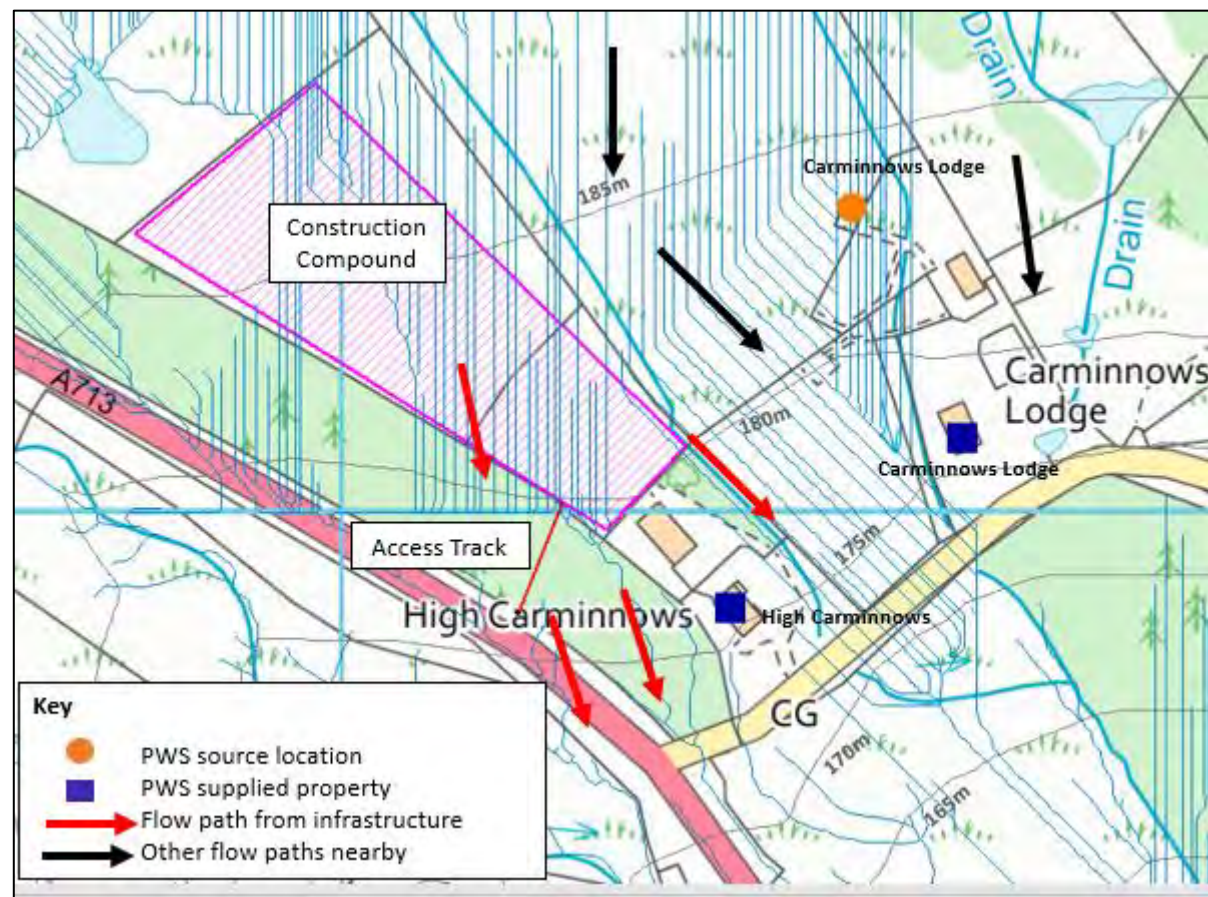 Drain
Carminnows Lodge
185m
Construction
Compound
Drain
A713
180m
Carminnows
Lodge
Carminnows Lodge
175m
Access Track
High Carminnows
High Carminnows
CG
170m
165m
Key
PWS source location
PWS supplied property
Flow path from infrastructure
Other flow paths nearby